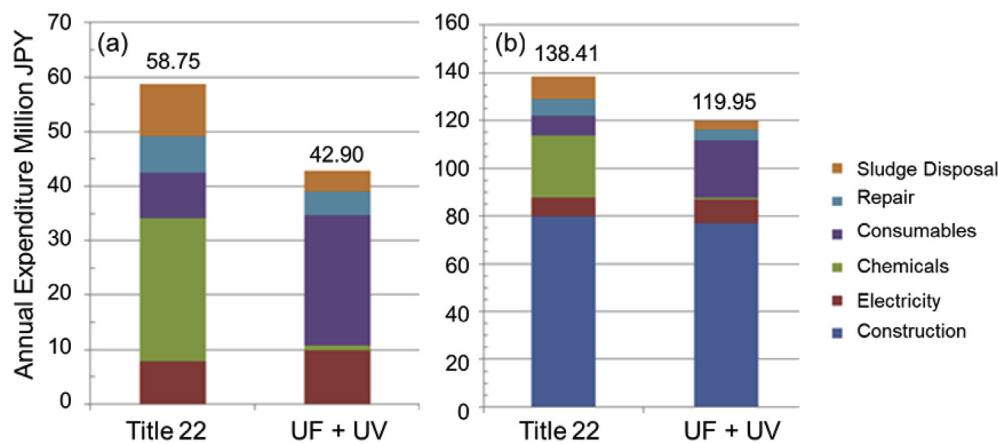 Annual Expenditure Million JPY
70
60
50
40
30
20
10
0
(a)
58.75
42.90
Title 22
UF + UV
160
140
120
100
80
60
40
20
0
(b)
138.41
119.95
Title 22
UF + UV
Sludge Disposal
Repair
Consumables
Chemicals
Electricity
Construction